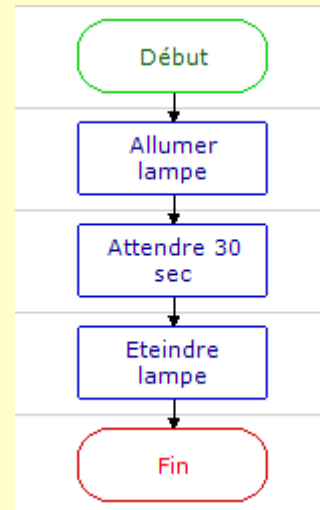 Début
Allumer
lampe
Attendre 30
sec
Eteindre
lampe
Fin